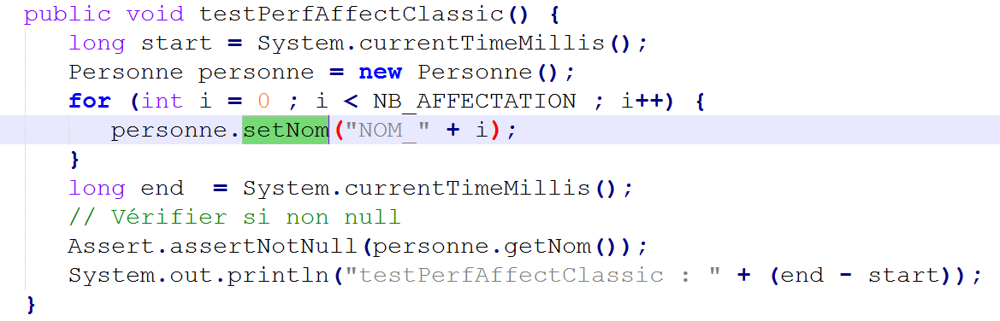 public void testPerfAffectClassic() {
long start = System.currentTimeMillis();
Personne personne = new Personne();
for (int i = 0 ; i < NB_AFFECTATION ; i++) {
personne.setNom("NOM_" + i);
}
long end  = System.currentTimeMillis();
// Vérifier si non null
Assert.assertNotNull(personne.getNom());
System.out.println("testPerfAffectClassic : " + (end - start));
}